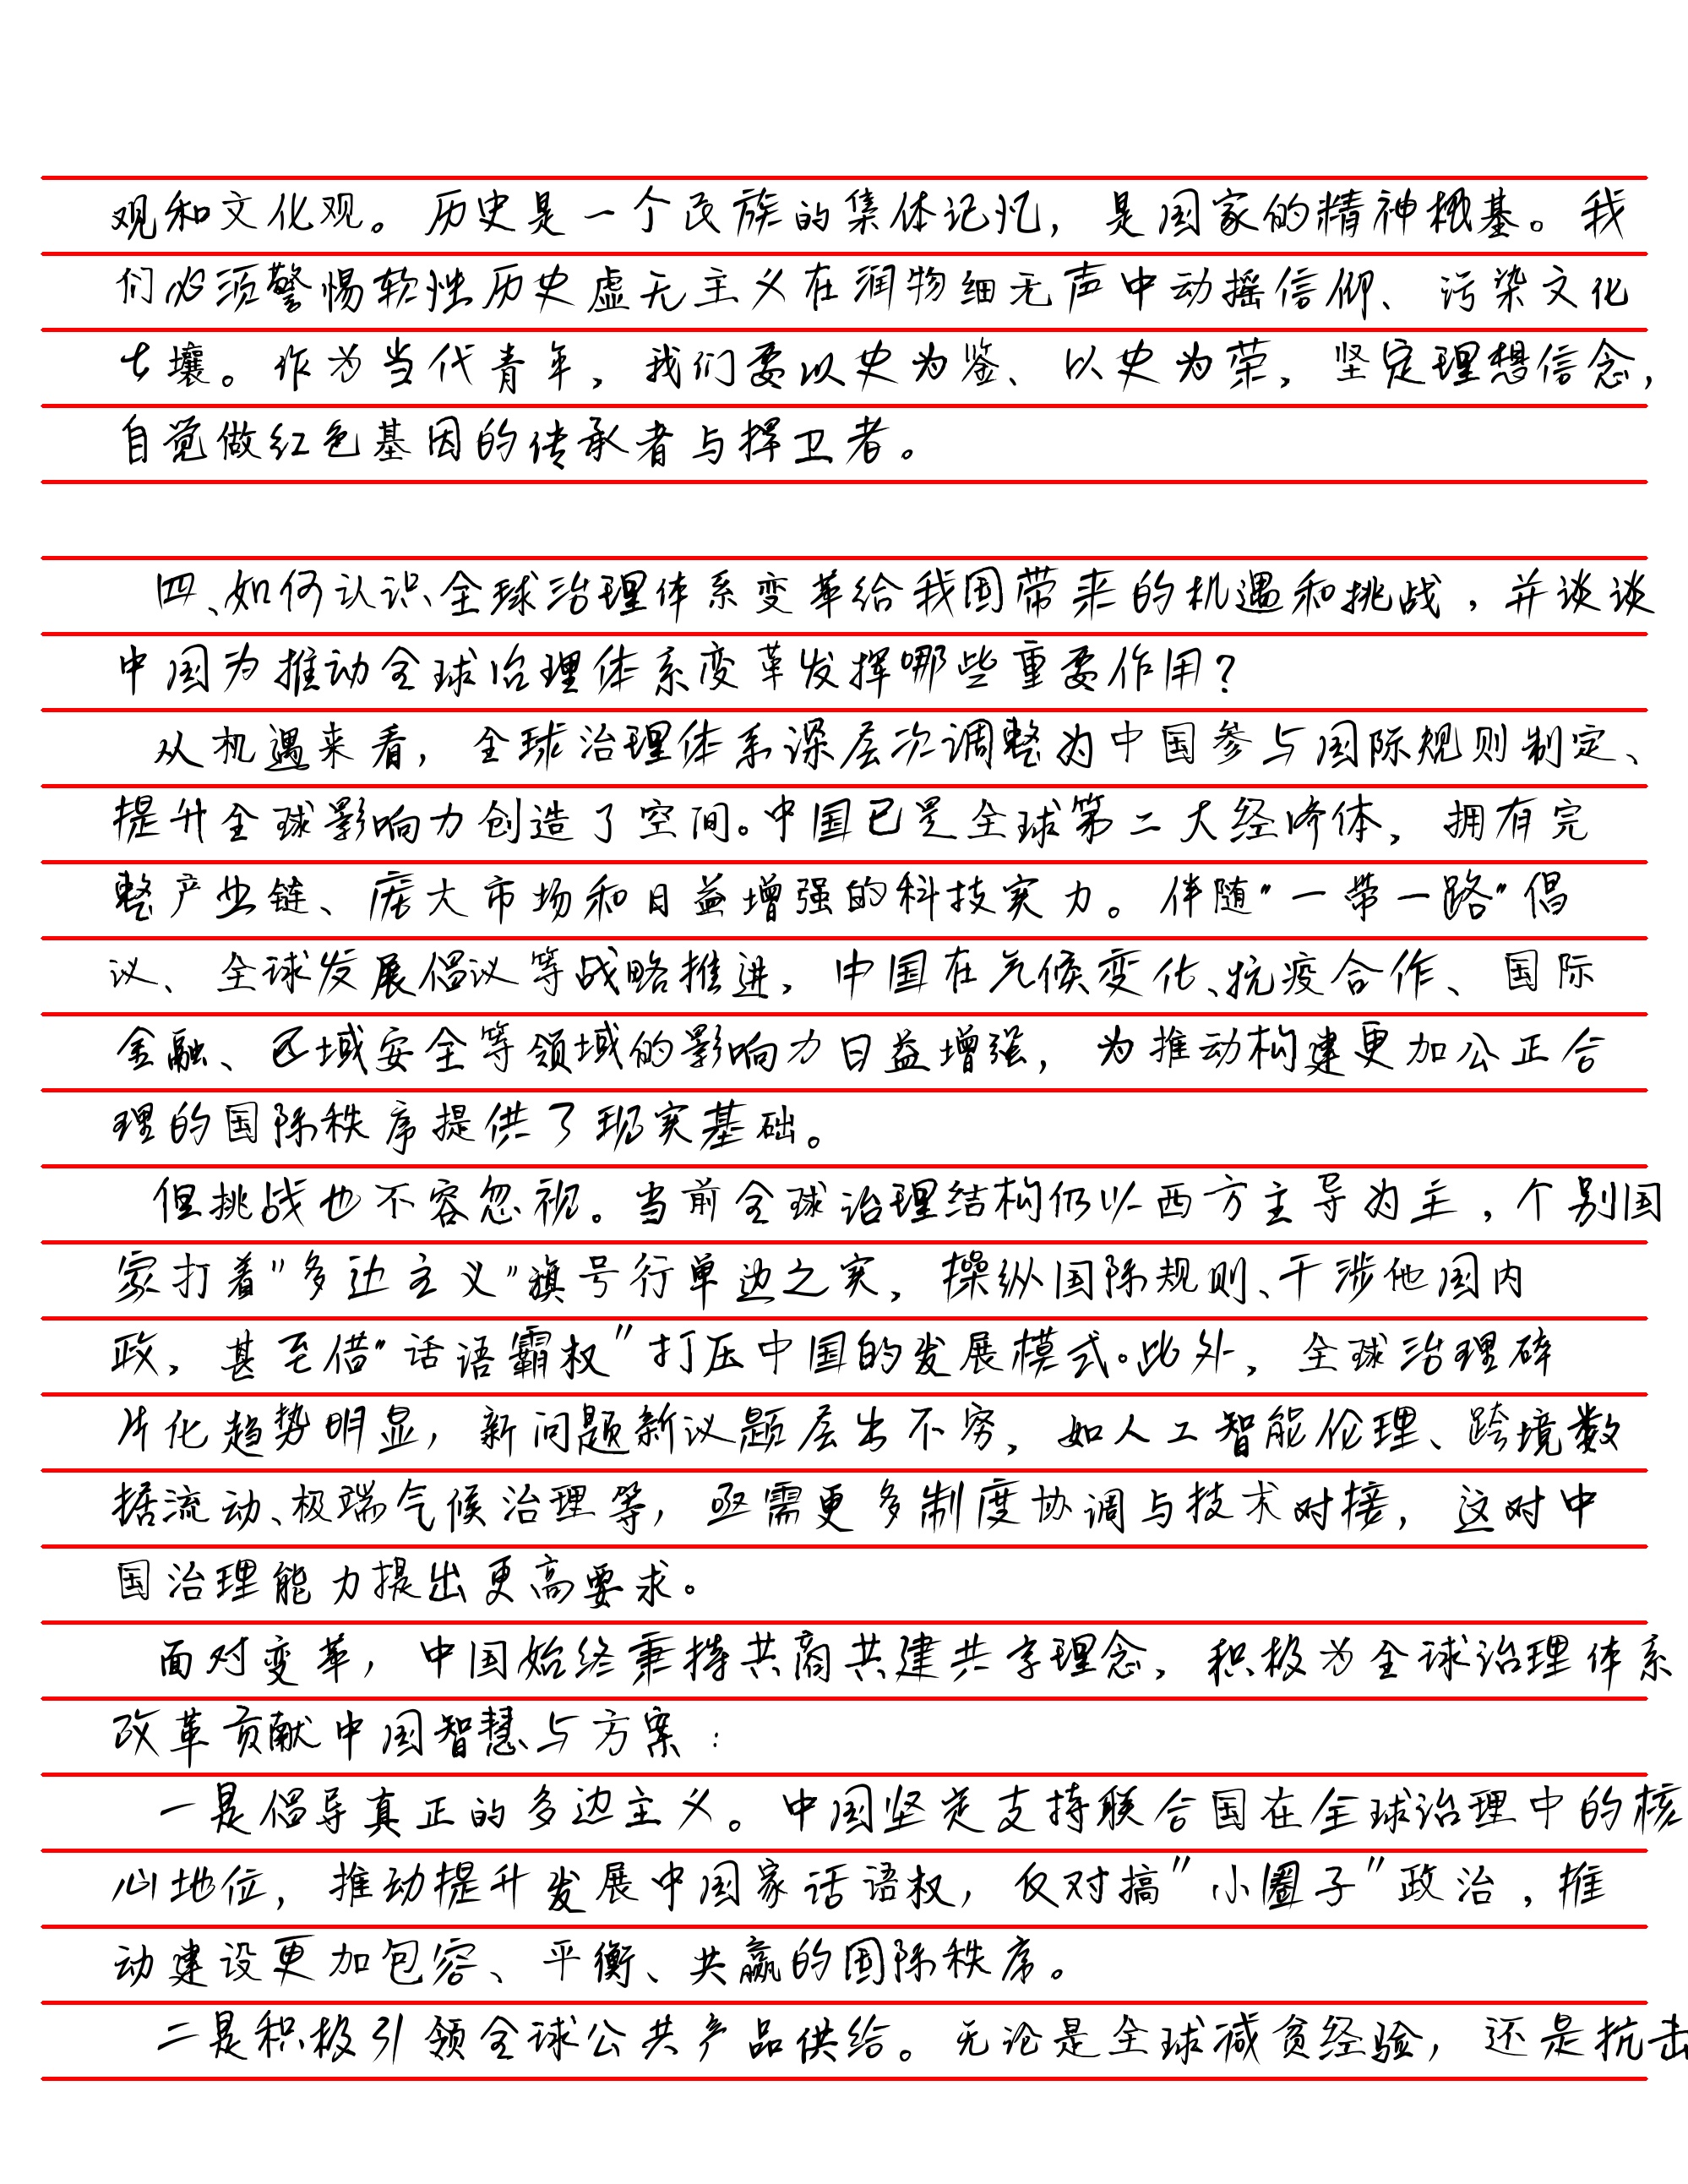 观和文化观。历史是一个民族的集体记忆，是国家的精神根基。我
们必须警惕软性历史虚无主义在润物细无声中动摇信仰、污染文化
土壤。作为当代青年，我们要以史为鉴、以史为荣，坚定理想信念，
自觉做红色基因的传承者与捍卫者。
四、如何认识全球治理体系变革给我国带来的机遇和挑战，并谈谈
中国为推动全球治理体系变革发挥哪些重要作用？
从机遇来看，全球治理体系深层次调整为中国参与国际规则制定、
提升全球影响力创造了空间。中国已是全球第二大经济体，拥有完
整产业链、庞大市场和日益增强的科技实力。伴随"一带一路"倡
议、全球发展倡议等战略推进，中国在气候变化、抗疫合作、国际
金融、区域安全等领域的影响力日益增强，为推动构建更加公正合
理的国际秩序提供了现实基础。
但挑战也不容忽视。当前全球治理结构仍以西方主导为主，个别国
家打着"多边主义"旗号行单边之实，操纵国际规则、干涉他国内
政，甚至借"话语霸权"打压中国的发展模式。此外，全球治理碎
片化趋势明显，新问题新议题层出不穷，如人工智能伦理、跨境数
据流动、极端气候治理等，亟需更多制度协调与技术对接，这对中
国治理能力提出更高要求。
面对变革，中国始终秉持共商共建共享理念，积极为全球治理体系
改革贡献中国智慧与方案：
一是倡导真正的多边主义。中国坚定支持联合国在全球治理中的核
心地位，推动提升发展中国家话语权，反对搞"小圈子"政治，推
动建设更加包容、平衡、共赢的国际秩序。
二是积极引领全球公共产品供给。无论是全球减贫经验，还是抗击